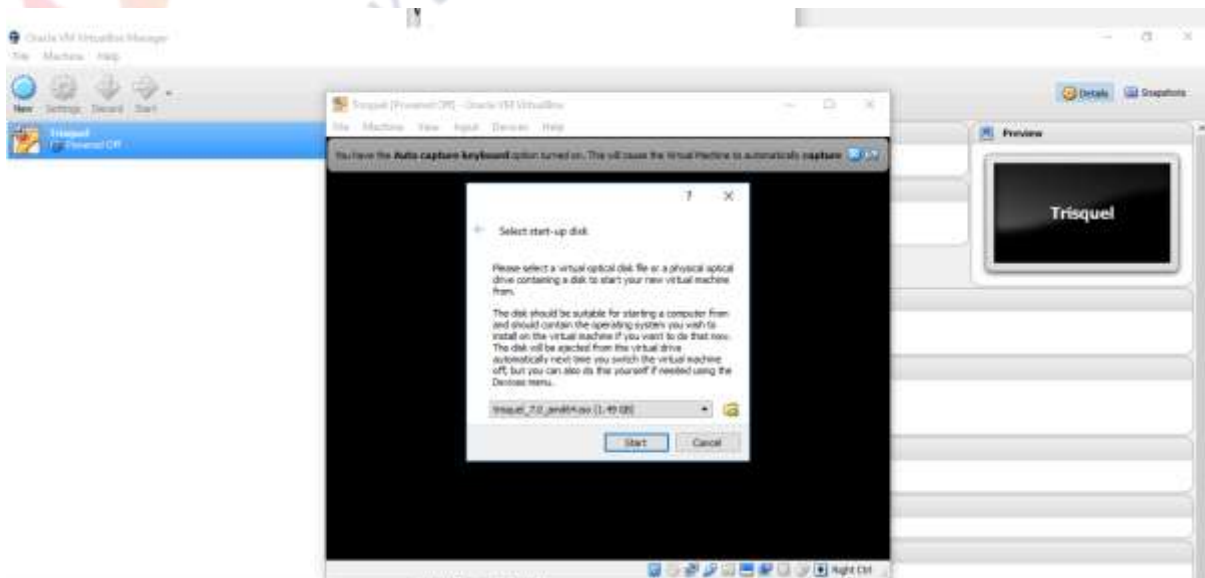 Oracle VM VirtualBox Manager
File Machine Help
New Settings Discard Start
Details Snapshots
Trisquel
Powered Off
Trisquel [Powered Off] - Oracle VM VirtualBox
File Machine View Input Devices Help
You have the Auto capture keyboard option turned on. This will cause the Virtual Machine to automatically capture
Preview
Trisquel
? X
Select start-up disk
Please select a virtual optical disk file or a physical optical
drive containing a disk to start your new virtual machine
from.
The disk should be suitable for starting a computer from
and should contain the operating system you wish to
install on the virtual machine if you want to do that now.
The disk will be ejected from the virtual drive
automatically next time you switch the virtual machine
off, but you can also do this yourself if needed using the
Devices menu.
trisquel_7.0_amd64.iso (1.49 GB)
Start Cancel
Right Ctrl